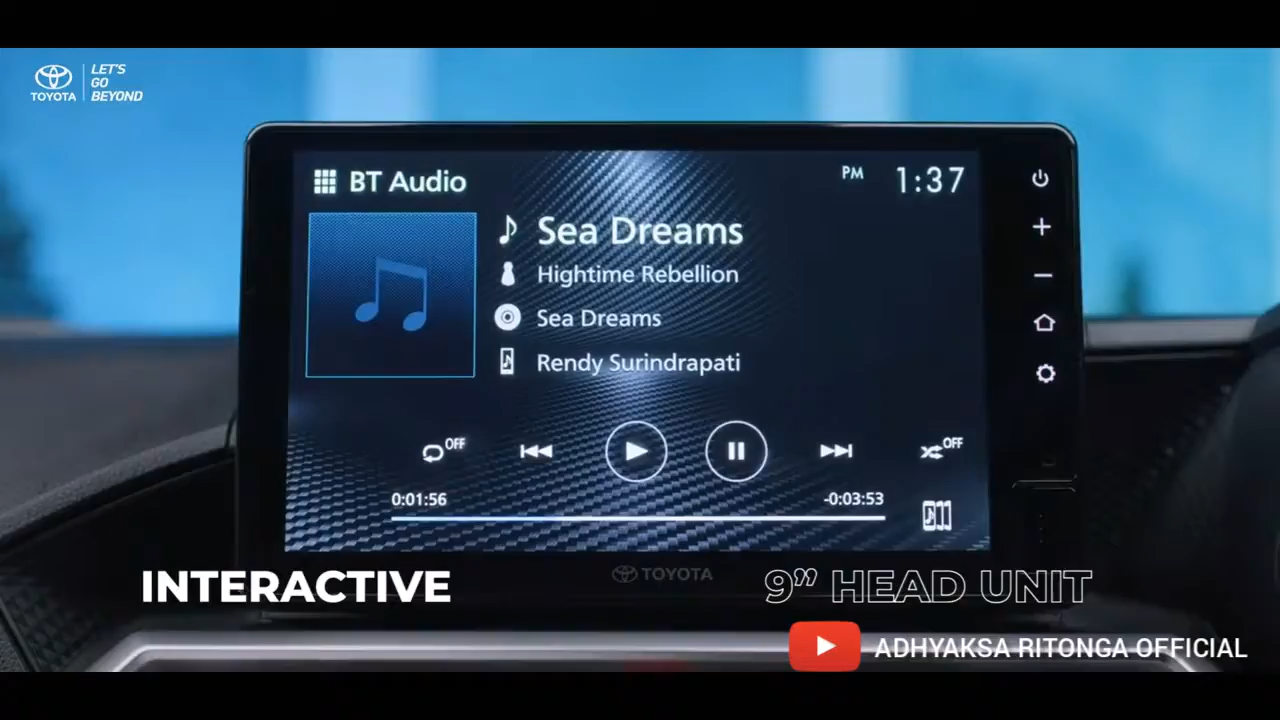 TOYOTA
LET'S
GO
BEYOND
BT Audio
PM 1:37
Sea Dreams
Hightime Rebellion
Sea Dreams
Rendy Surindrapati
OFF
OFF
0:01:56
-0:03:53
TOYOTA
INTERACTIVE
9” HEAD UNIT
ADHYAKSA RITONGA OFFICIAL